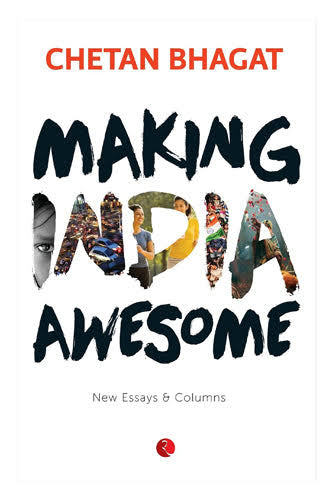 CHETAN BHAGAT
MAKING
INDIA
AWESOME
New Essays & Columns